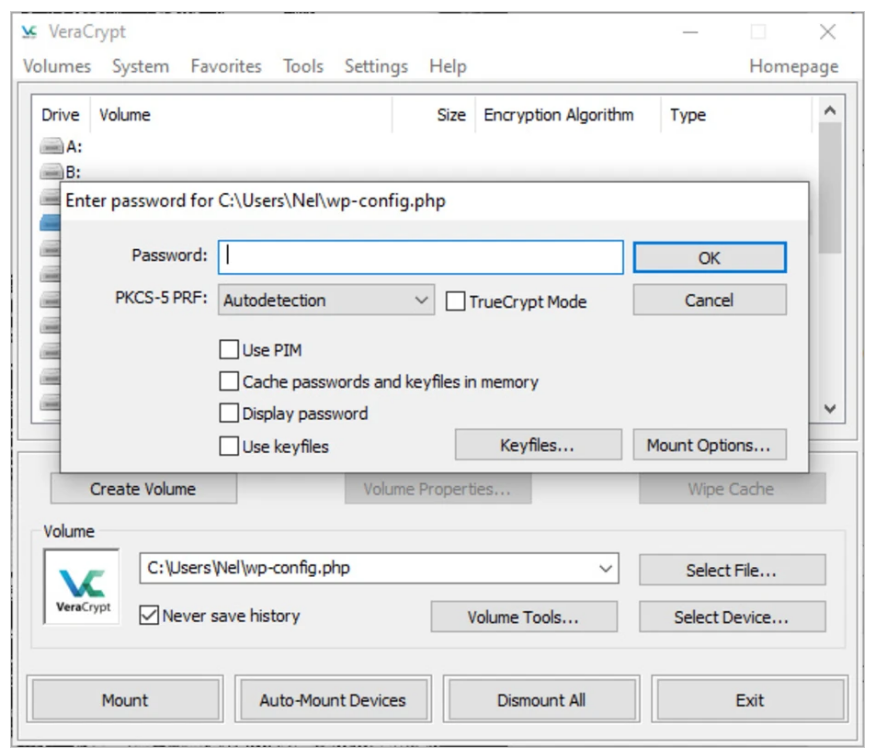 VeraCrypt
Volumes System Favorites Tools Settings Help Homepage
Drive Volume Size Encryption Algorithm Type
A:
B:
Enter password for C:\Users\Nel\wp-config.php
Password: OK
PKCS-5 PRF: Autodetection TrueCrypt Mode Cancel
Use PIM
Cache passwords and keyfiles in memory
Display password
Use keyfiles Keyfiles... Mount Options...
Create Volume Volume Properties... Wipe Cache
Volume
C:\Users\Nel\wp-config.php Select File...
VeraCrypt
Never save history Volume Tools... Select Device...
Mount Auto-Mount Devices Dismount All Exit